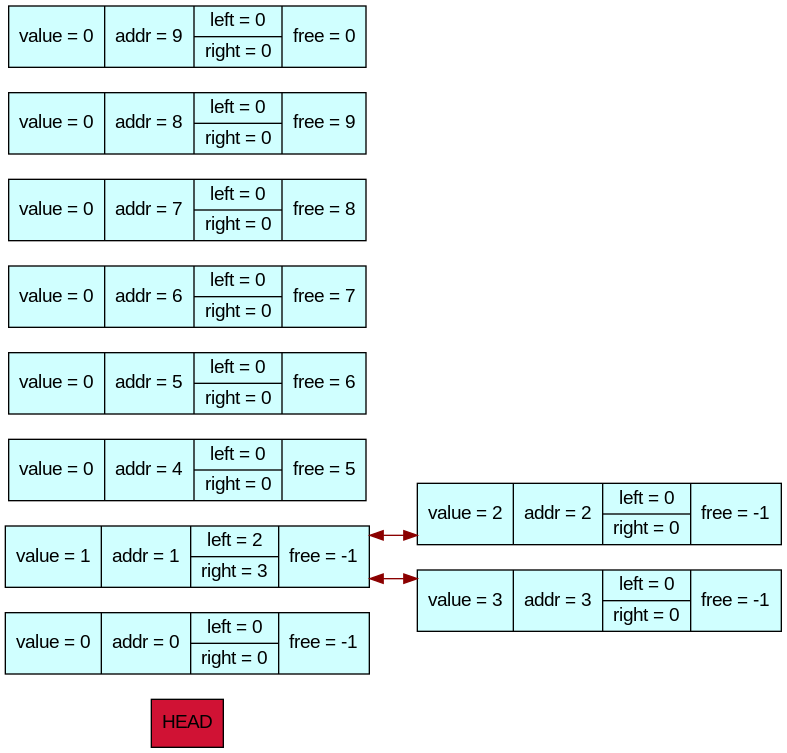 value = 0 addr = 9 left = 0 right = 0 free = 0
value = 0 addr = 8 left = 0 right = 0 free = 9
value = 0 addr = 7 left = 0 right = 0 free = 8
value = 0 addr = 6 left = 0 right = 0 free = 7
value = 0 addr = 5 left = 0 right = 0 free = 6
value = 0 addr = 4 left = 0 right = 0 free = 5
value = 2 addr = 2 left = 0 right = 0 free = -1
value = 1 addr = 1 left = 2 right = 3 free = -1
value = 3 addr = 3 left = 0 right = 0 free = -1
value = 0 addr = 0 left = 0 right = 0 free = -1
HEAD